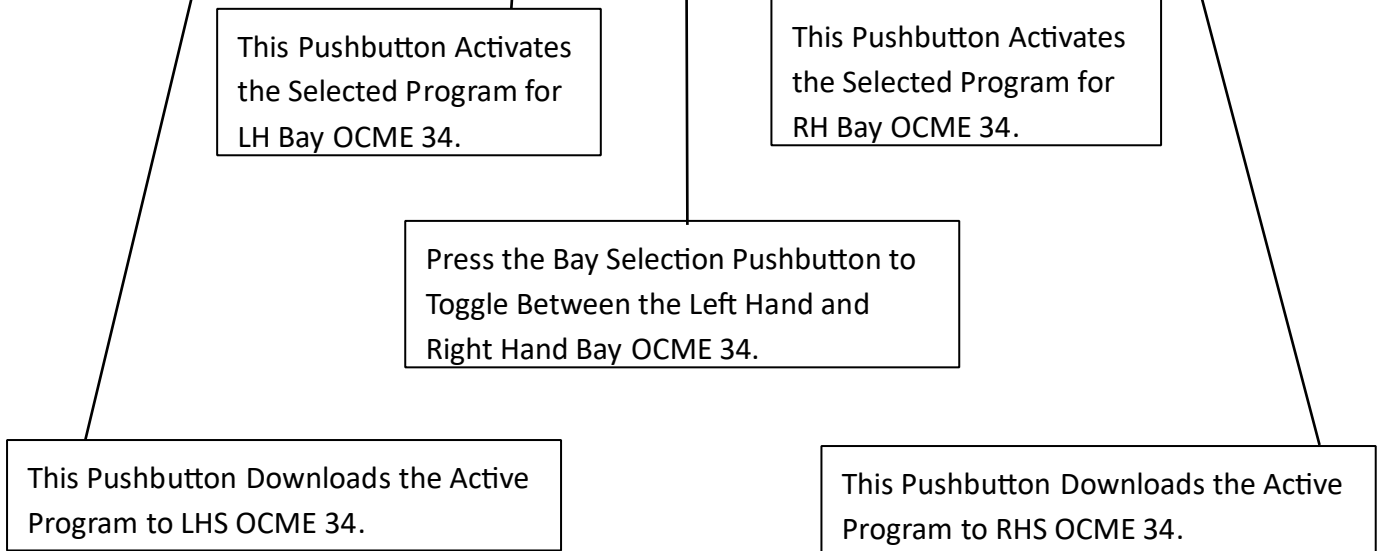 This Pushbutton Activates
the Selected Program for
LH Bay OCME 34.
This Pushbutton Activates
the Selected Program for
RH Bay OCME 34.
Press the Bay Selection Pushbutton to
Toggle Between the Left Hand and
Right Hand Bay OCME 34.
This Pushbutton Downloads the Active
Program to LHS OCME 34.
This Pushbutton Downloads the Active
Program to RHS OCME 34.